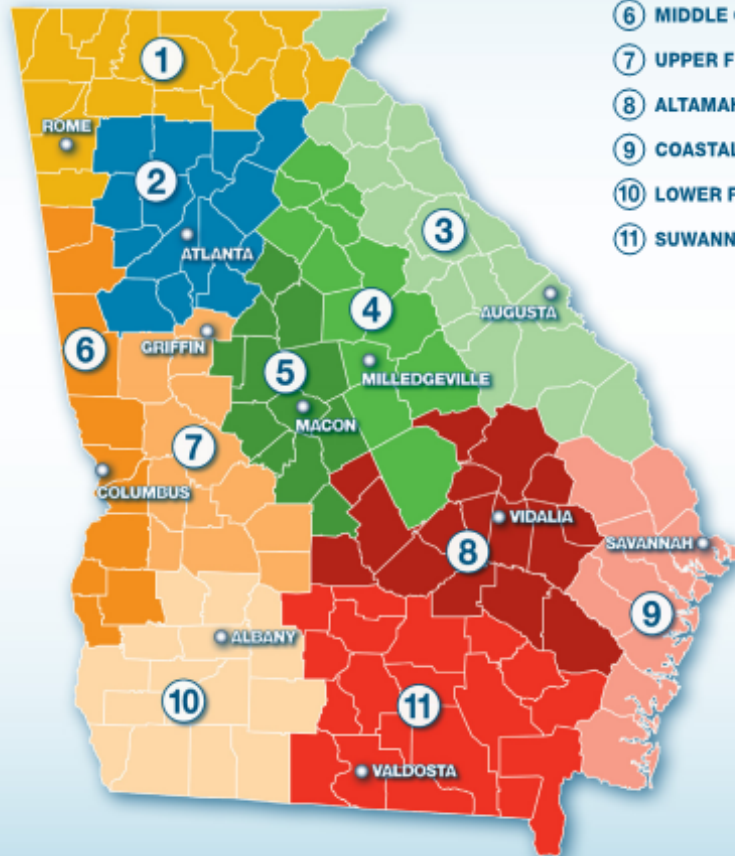 6 MIDDLE
7 UPPER F
8 ALTAMAH
9 COASTAL
10 LOWER F
11 SUWANN
1
ROME
2
ATLANTA
3
AUGUSTA
4
GRIFFIN
6
5
MILLEDGEVILLE
MACON
7
COLUMBUS
VIDALIA
8
SAVANNAH
9
ALBANY
10
11
VALDOSTA